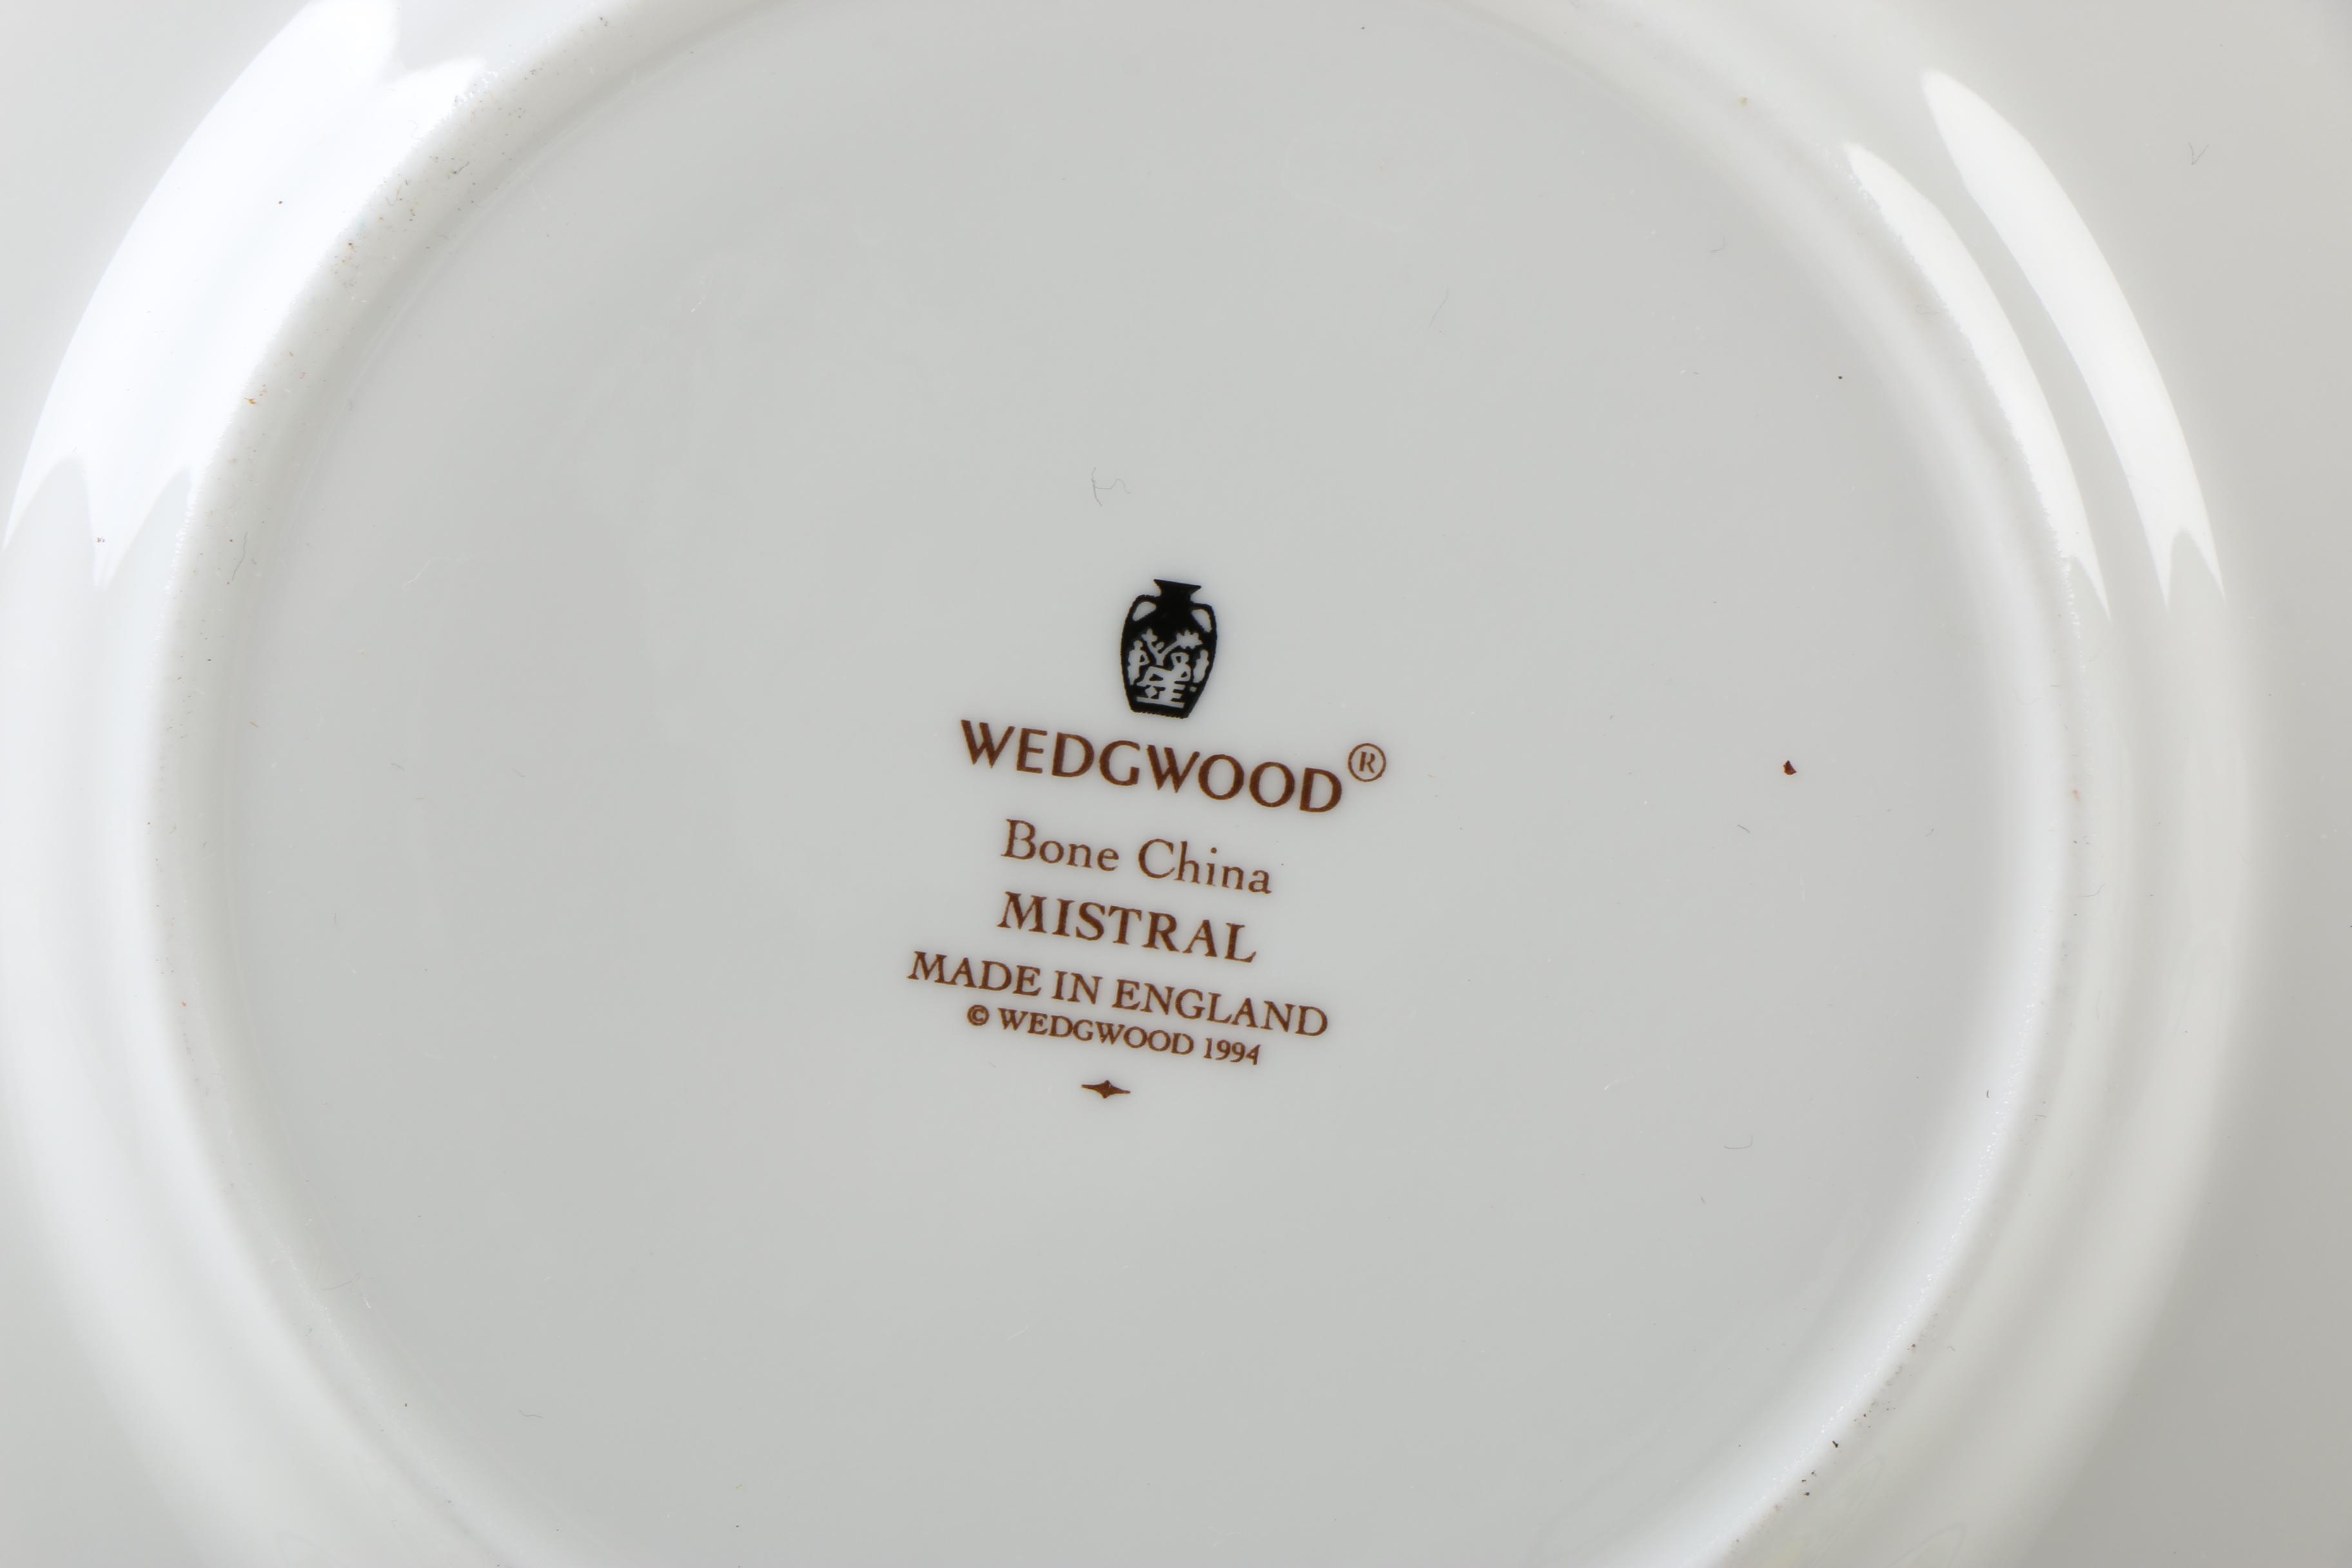 WEDGWOOD®
Bone China
MISTRAL
MADE IN ENGLAND
© WEDGWOOD 1994